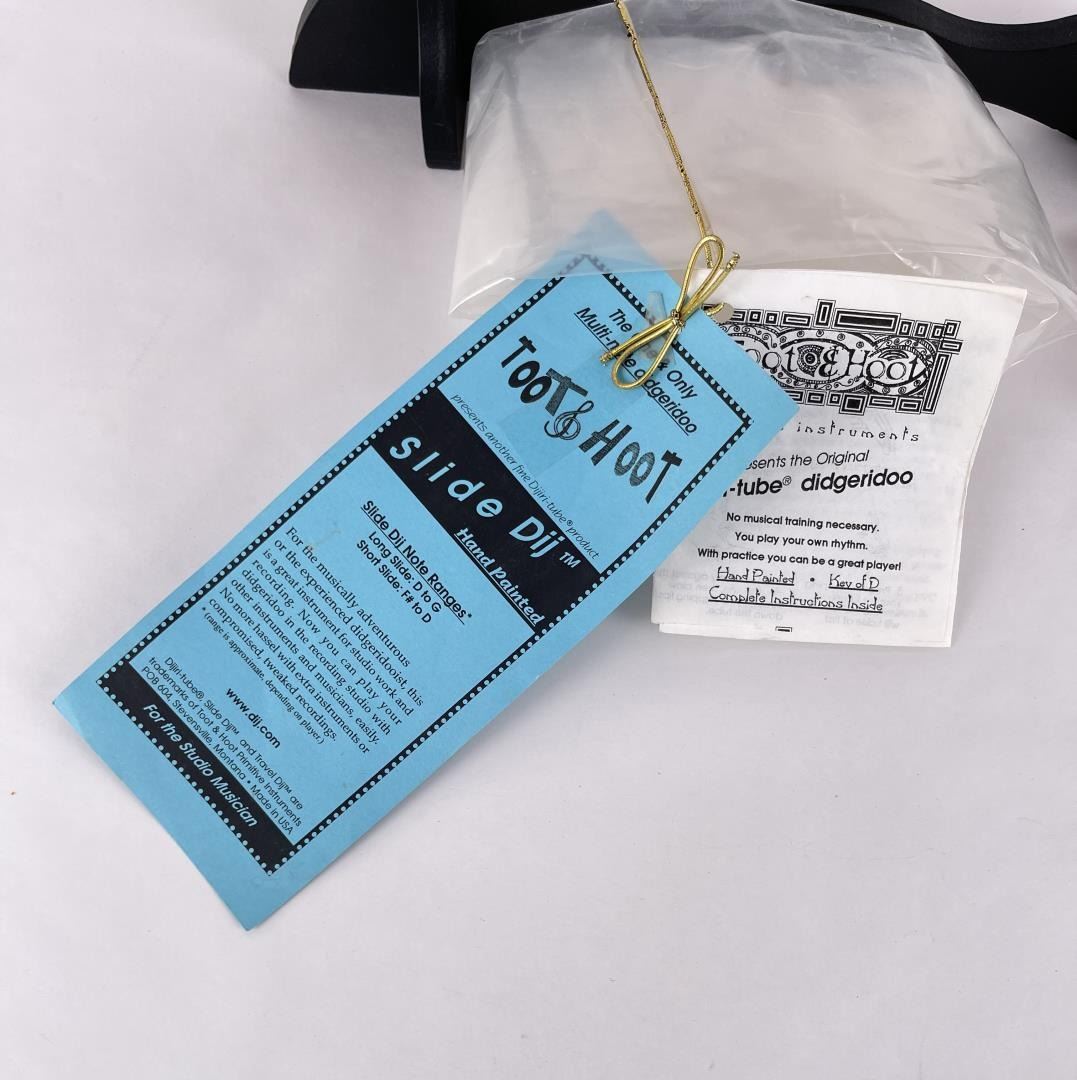 The Only
Multi-note didgeridoo
TOOT & HOOT
presents another fine Dijiri-tube® product
Slide Dij™
Hand Painted
Slide Dij Note Ranges*
Long Slide: to G
Short Slide: F# to D
For the musically adventurous
or the experienced didgeridooist, this
is a great instrument for studio work and
recording. Now you can play your
didgeridoo in the recording studio with
other instruments and musicians, easily.
No more hassel with extra instruments or
compromised, tweaked recordings.
* (range is approximate, depending on player.)
www.dij.com
Dijiri-tube®, Slide Dij™ and Travel Dij™ are
trademarks of Toot & Hoot Primitive Instruments
POB 604, Stevensville, Montana • Made in USA
For the Studio Musician
Toot & Hoot
instruments
presents the Original
i-tube® didgeridoo
No musical training necessary.
You play your own rhythm.
With practice you can be a great player!
Hand Painted • Key of D
Complete Instructions Inside